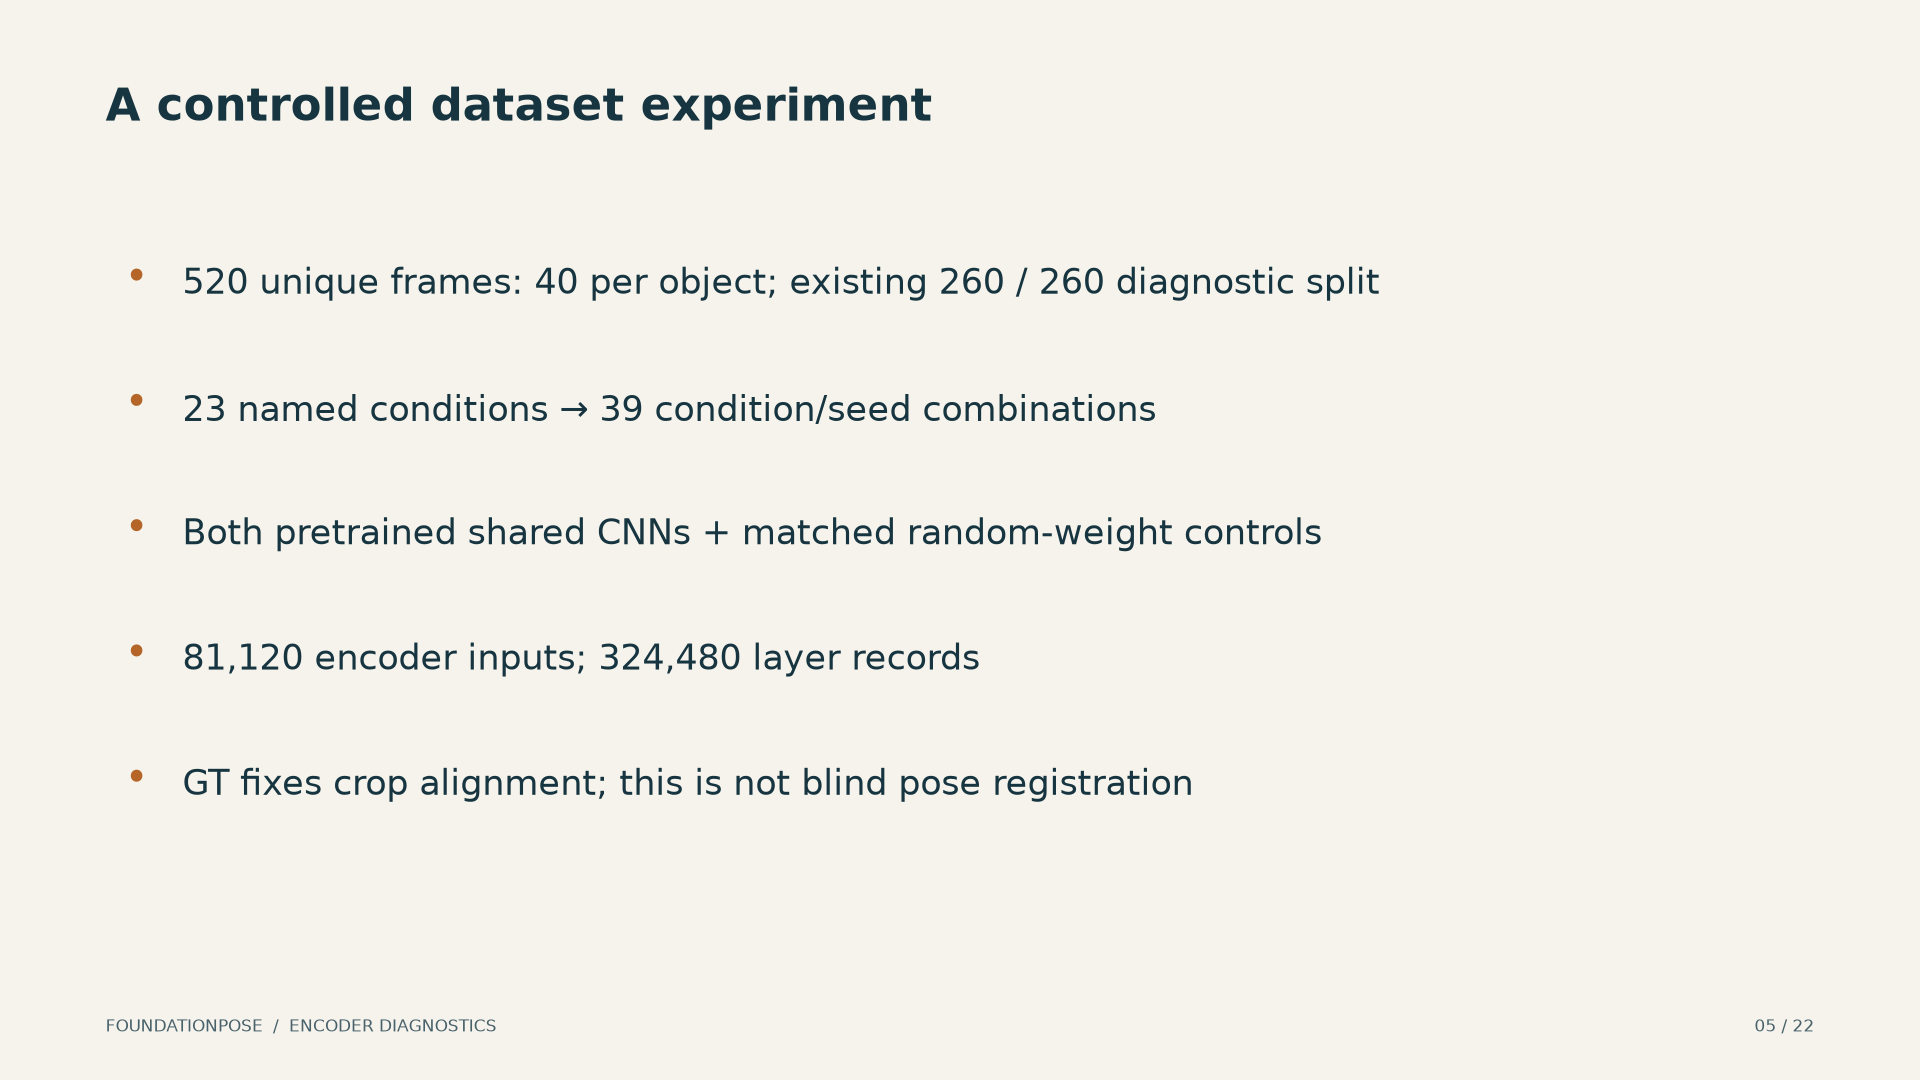 A controlled dataset experiment
• 520 unique frames: 40 per object; existing 260 / 260 diagnostic split
• 23 named conditions → 39 condition/seed combinations
• Both pretrained shared CNNs + matched random-weight controls
• 81,120 encoder inputs; 324,480 layer records
• GT fixes crop alignment; this is not blind pose registration
FOUNDATIONPOSE / ENCODER DIAGNOSTICS
05 / 22